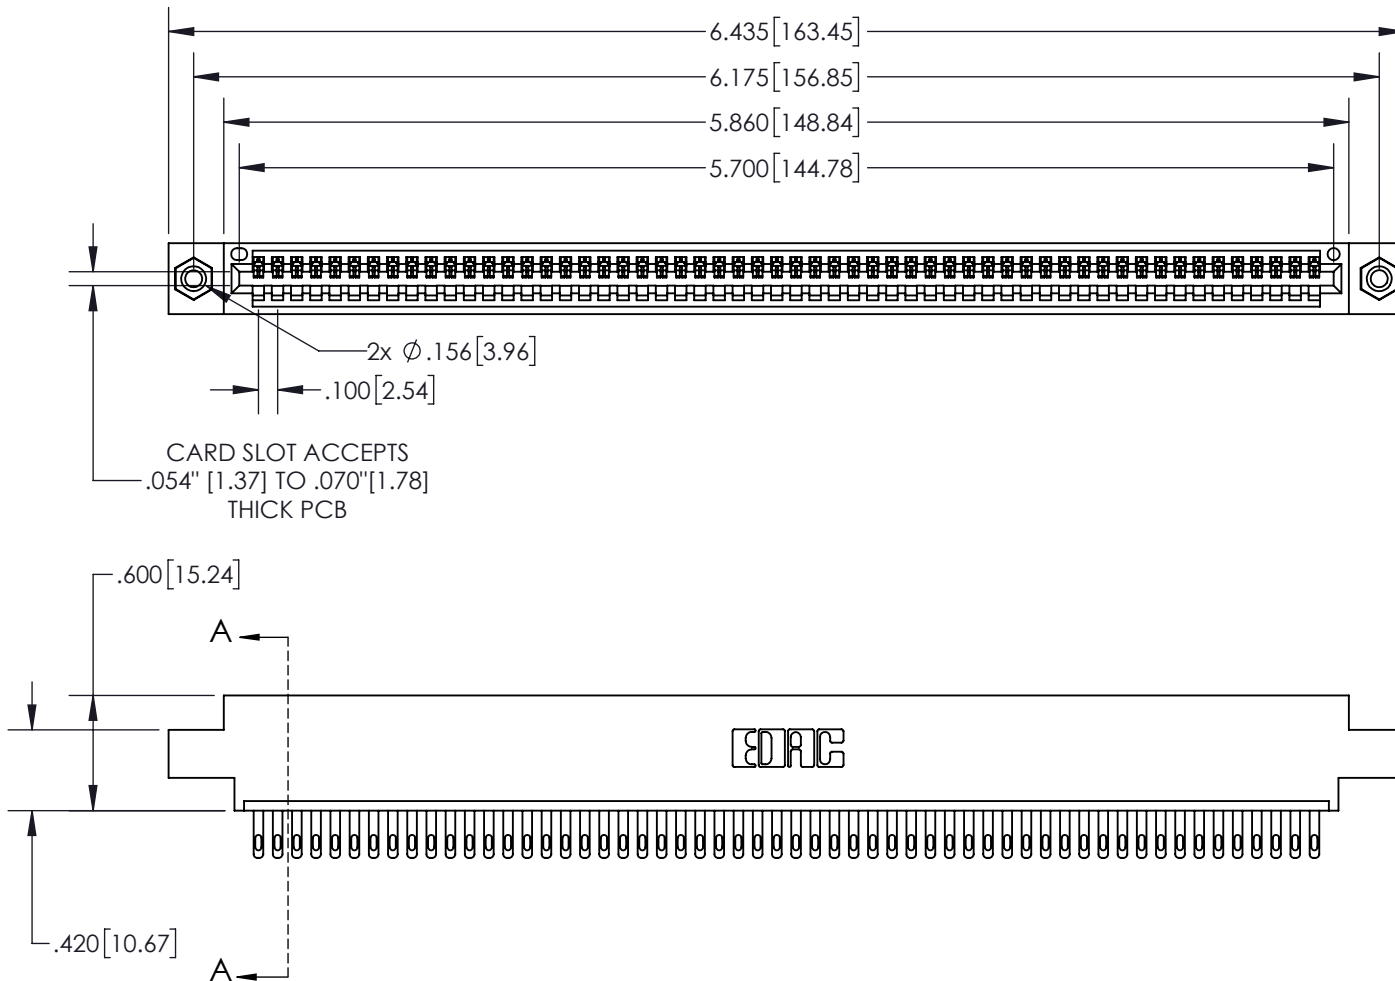 6.435[163.45]
6.175[156.85]
5.860[148.84]
5.700[144.78]
2x ∅.156[3.96]
.100[2.54]
CARD SLOT ACCEPTS
.054" [1.37] TO .070"[1.78]
THICK PCB
.600[15.24]
A
EDAC
.420[10.67]
A